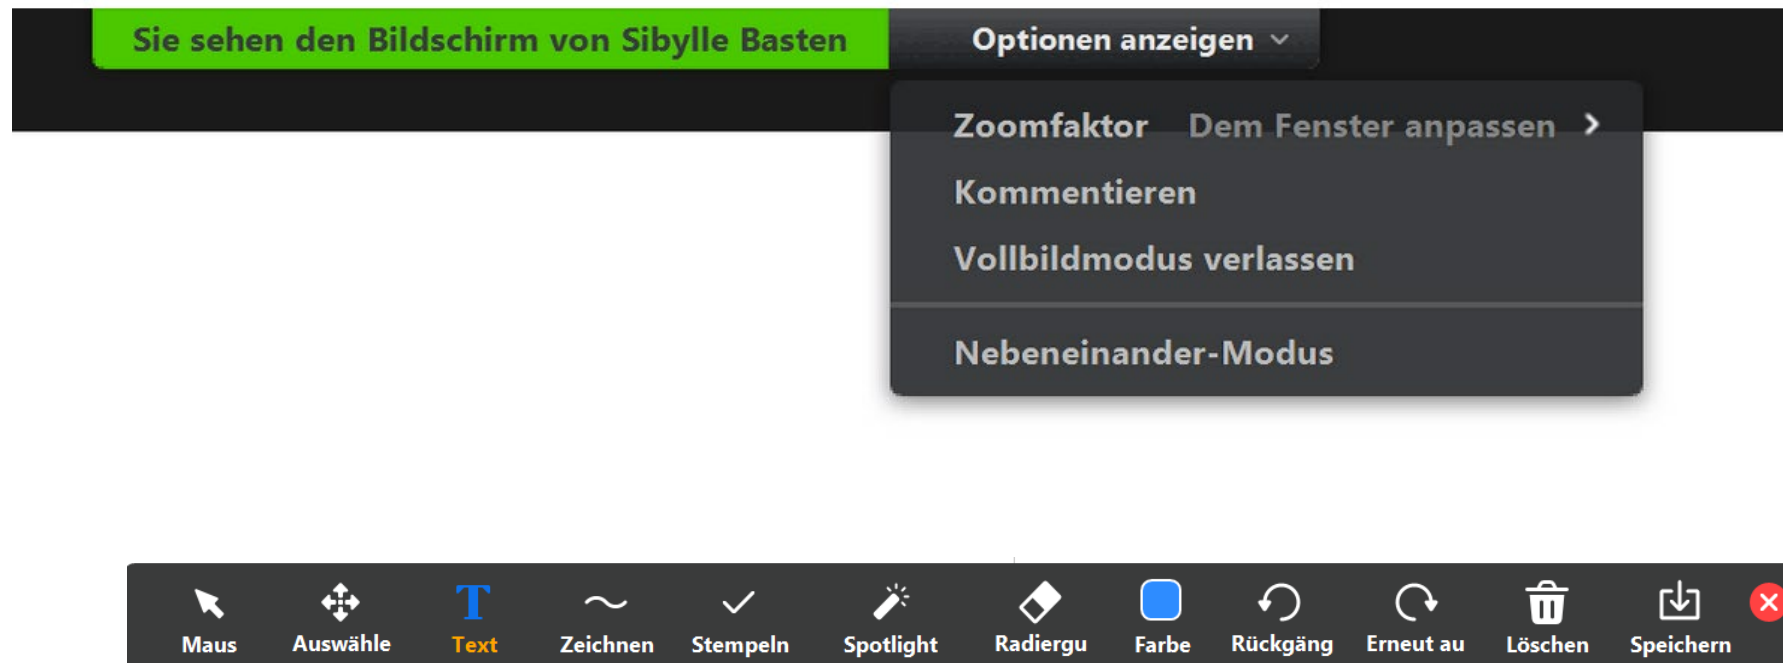 Sie sehen den Bildschirm von Sibylle Basten Optionen anzeigen
Zoomfaktor Dem Fenster anpassen
Kommentieren
Vollbildmodus verlassen
Nebeneinander-Modus
T
Maus Auswähle Text Zeichnen Stempeln Spotlight Radiergu Farbe Rückgäng Erneut au Löschen Speichern